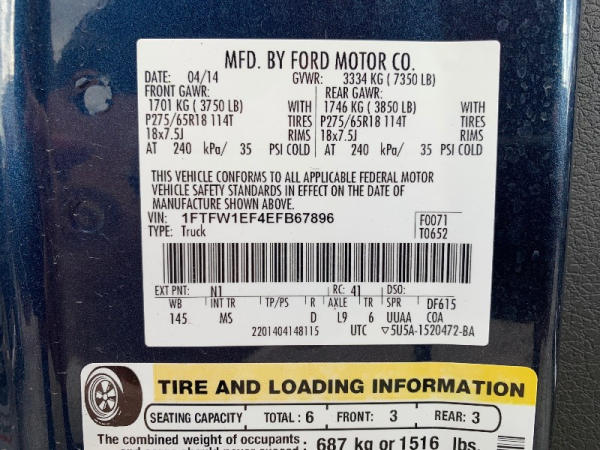 MFD. BY FORD MOTOR CO.
DATE: 04/14 GVWR: 3334 KG ( 7350 LB)
FRONT GAWR: REAR GAWR:
1701 KG ( 3750 LB) WITH 1746 KG ( 3850 LB) WITH
P275/65R18 114T TIRES P275/65R18 114T TIRES
18x7.5J RIMS 18x7.5J RIMS
AT 240 kPa/ 35 PSI COLD AT 240 kPa/ 35 PSI COLD
THIS VEHICLE CONFORMS TO ALL APPLICABLE FEDERAL MOTOR
VEHICLE SAFETY STANDARDS IN EFFECT ON THE DATE OF
MANUFACTURE SHOWN ABOVE.
VIN: 1FTFW1EF4EFB67896 F0071
TYPE: Truck T0652
EXT PNT: N1 RC: 41 DSO:
WB INT TR TP/PS R AXLE TR SPR DF615
145 MS D L9 6 UUAA COA
2201404148115 UTC ▽5U5A-1520472-BA
TIRE AND LOADING INFORMATION
SEATING CAPACITY TOTAL : 6 FRONT: 3 REAR: 3
The combined weight of occupants
687 kg or 1516 lbs.